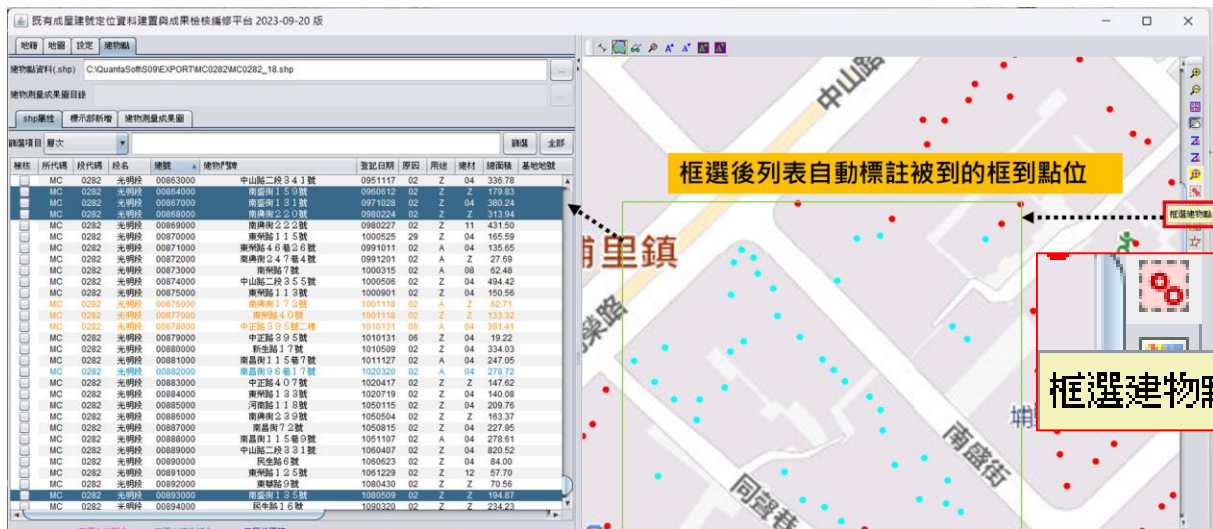 既有成屋建號定位資料建置與成果檢核編修平台 2023-09-20 版
地籍 地圖 設定 建物點
建物點資料(.shp) C:\QuantaSoft\S09\EXPORT\MC0282\MC0282_18.shp ...
建物測量成果圖目錄
shp屬性 標示部新增 建物測量成果圖
篩選項目 層次 篩選 全部
檢核 所代碼 段代碼 段名 建號 建物門牌 登記日期 原因 用途 建材 總面積 基地地號
MC 0282 光明段 00863000 中山路二段３４１號 0951117 02 Z 04 336.78
MC 0282 光明段 00864000 南盛街１５９號 0960612 02 Z Z 179.83
MC 0282 光明段 00867000 南盛街１３１號 0971028 02 Z 04 380.24
MC 0282 光明段 00868000 南興街２２０號 0980224 02 Z Z 313.94
MC 0282 光明段 00869000 南興街２２２號 0980227 02 Z 11 431.50
MC 0282 光明段 00870000 東榮路１１５號 1000525 29 Z 04 165.59
MC 0282 光明段 00871000 東榮路４６巷２６號 0991011 02 A 04 135.65
MC 0282 光明段 00872000 南興街２４７巷４號 0991201 02 A Z 27.69
MC 0282 光明段 00873000 南榮路７號 1000315 02 A 08 62.48
MC 0282 光明段 00874000 中山路二段３５５號 1000506 02 Z 04 494.42
MC 0282 光明段 00875000 東榮路１１３號 1000901 02 Z 04 150.56
MC 0282 光明段 00876000 南興街１７２號 1001118 02 A Z 62.71
MC 0282 光明段 00877000 東榮路４０號 1001118 02 Z Z 133.32
MC 0282 光明段 00878000 中正路３９５號二樓 1010131 06 A 04 391.41
MC 0282 光明段 00879000 中正路３９５號 1010131 06 Z 04 19.22
MC 0282 光明段 00880000 新生路１７號 1010509 02 Z 04 334.03
MC 0282 光明段 00881000 南昌街１１５巷７號 1011127 02 A 04 247.05
MC 0282 光明段 00882000 南昌街９６巷１７號 1020320 02 A 04 278.72
MC 0282 光明段 00883000 中正路４０７號 1020417 02 Z Z 147.62
MC 0282 光明段 00884000 東榮路１３３號 1020719 02 Z 04 140.08
MC 0282 光明段 00885000 河南路１１８號 1050115 02 Z 04 209.76
MC 0282 光明段 00886000 南興街２３９號 1050504 02 Z Z 163.37
MC 0282 光明段 00887000 南昌街７２號 1050815 02 Z 04 227.95
MC 0282 光明段 00888000 南昌街１１５巷９號 1051107 02 A 04 278.61
MC 0282 光明段 00889000 中山路二段３３１號 1060407 02 Z 04 820.52
MC 0282 光明段 00890000 民生路６號 1060623 02 Z 04 84.00
MC 0282 光明段 00891000 東榮路１２５號 1061229 02 Z 12 57.70
MC 0282 光明段 00892000 東華路９號 1080430 02 Z Z 70.56
MC 0282 光明段 00893000 南盛街１３５號 1080509 02 Z Z 194.87
MC 0282 光明段 00894000 民生路１６號 1090320 02 Z Z 234.23
中山路
框選後列表自動標註被到的框到點位
框選建物點
埔里鎮
榮路
框選建物點
埔
南盛街
同聲巷